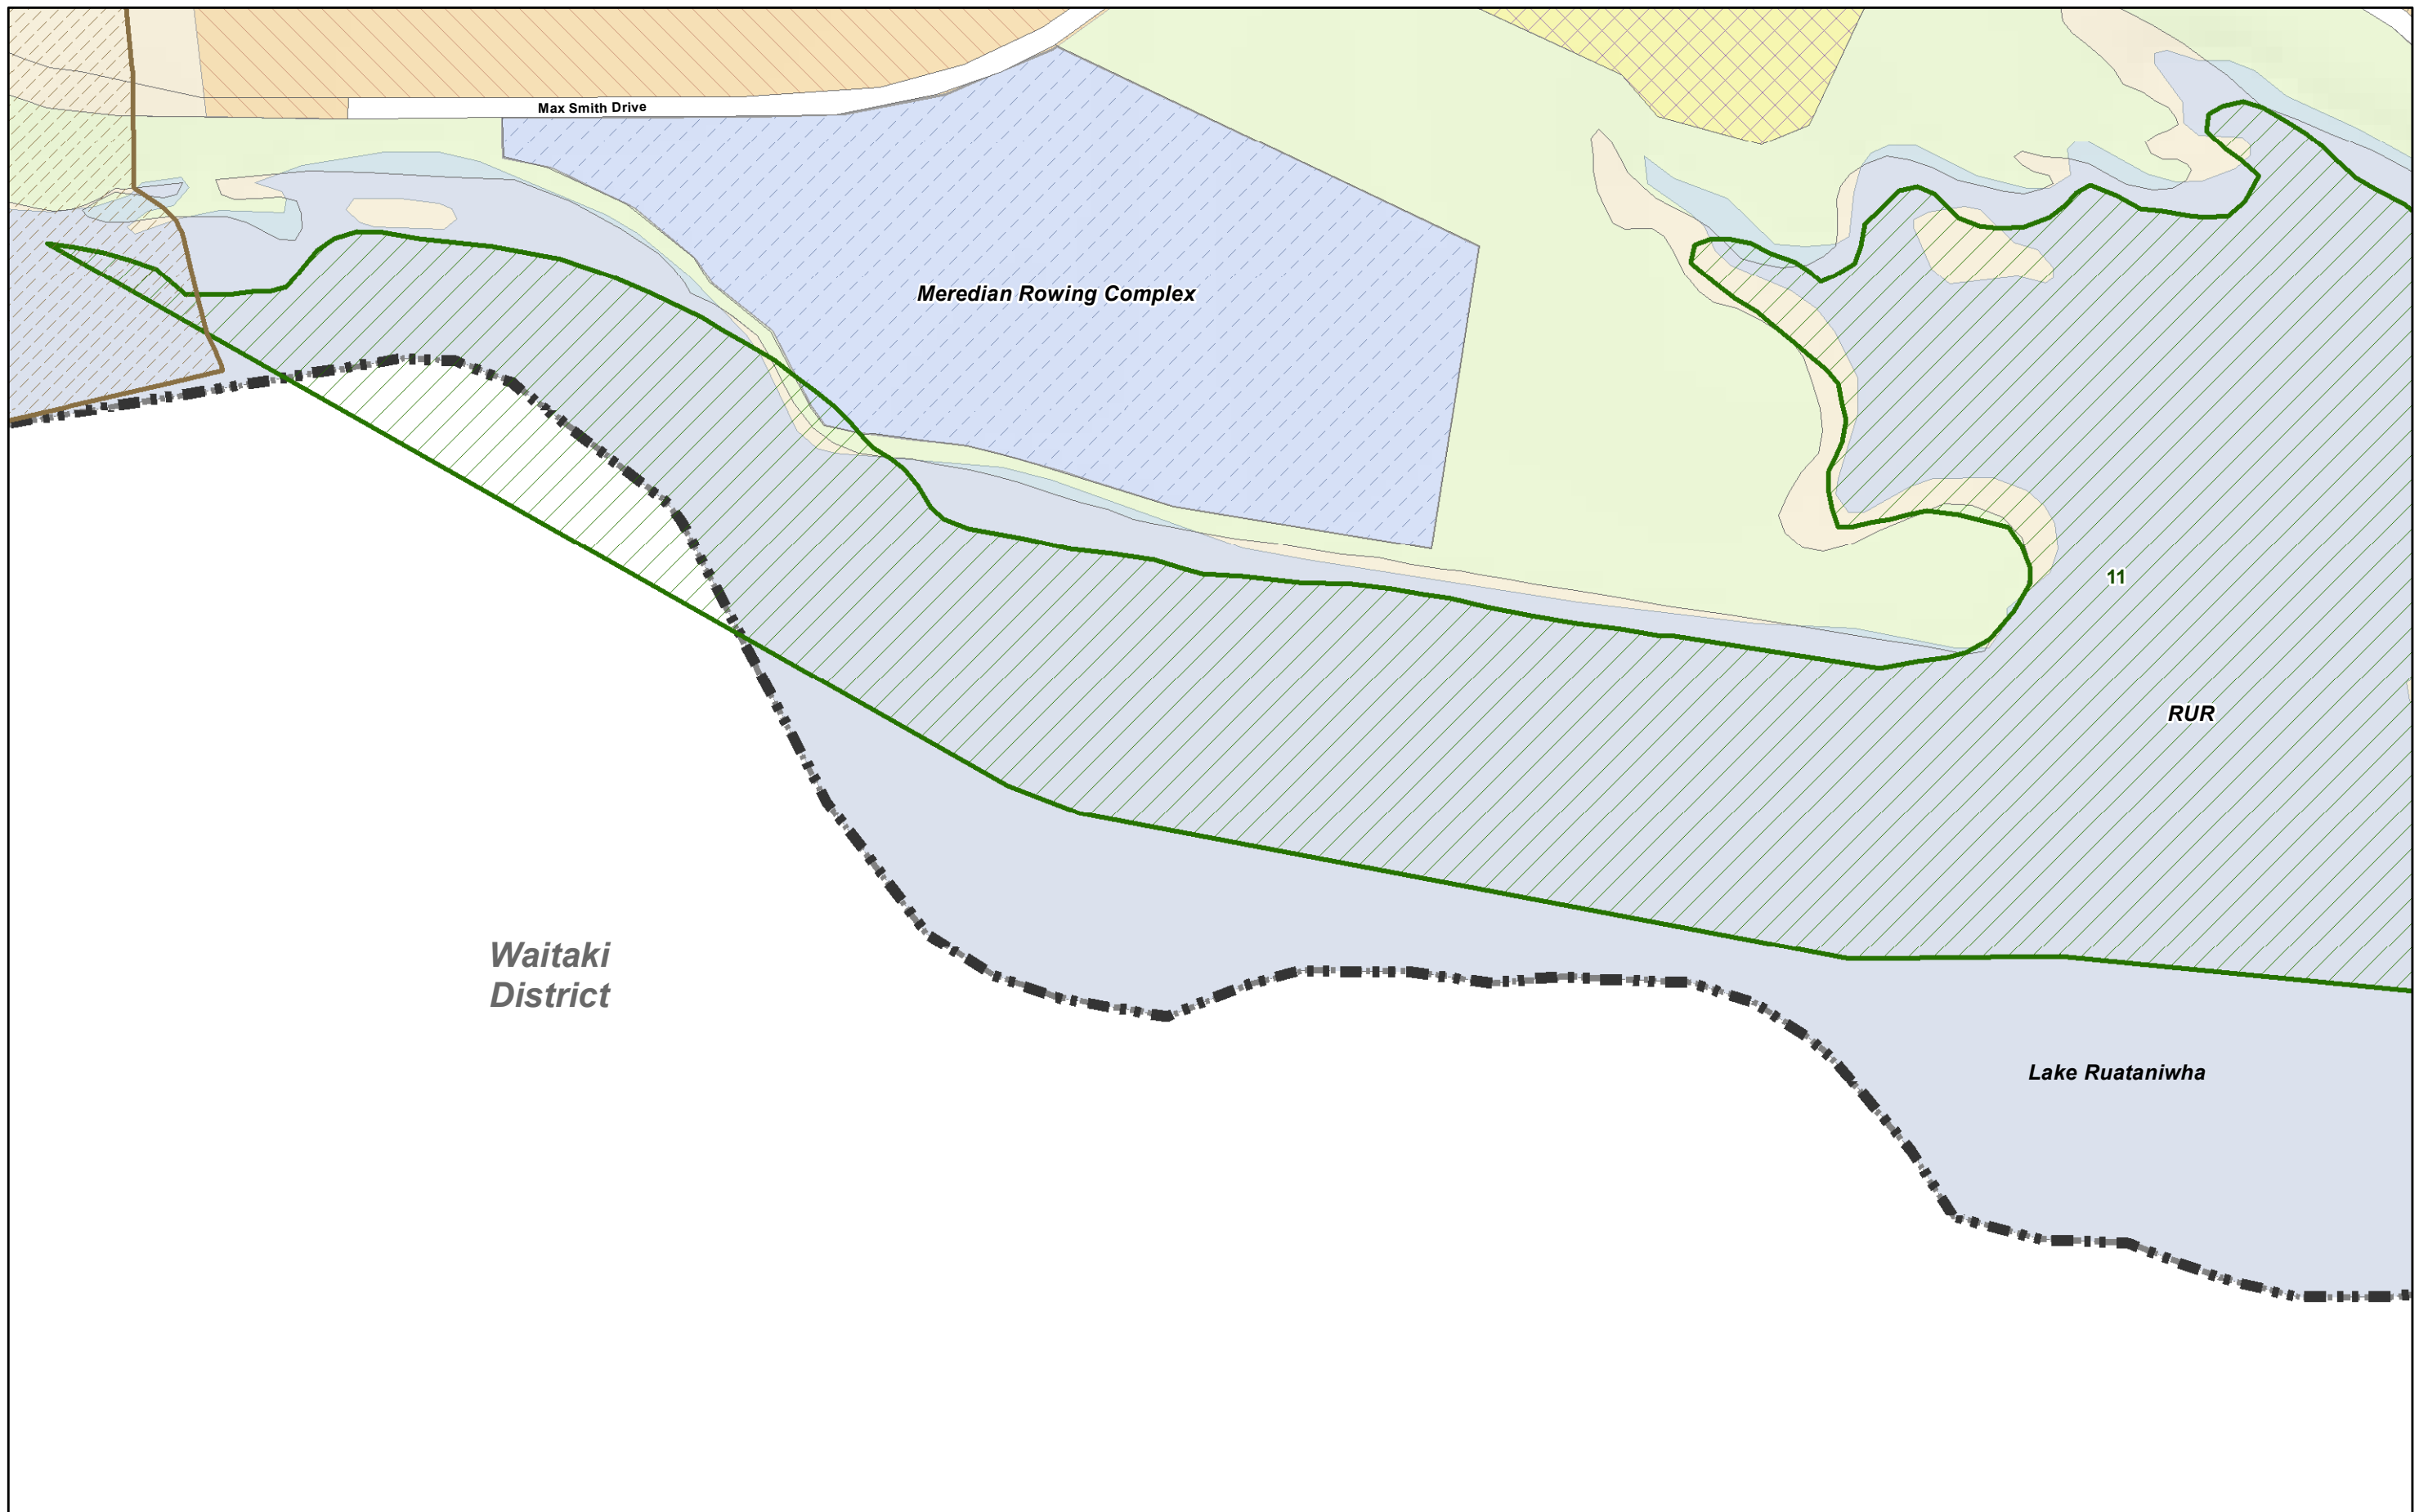 Max Smith Drive
Meredian Rowing Complex
11
RUR
Waitaki
District
Lake Ruataniwha